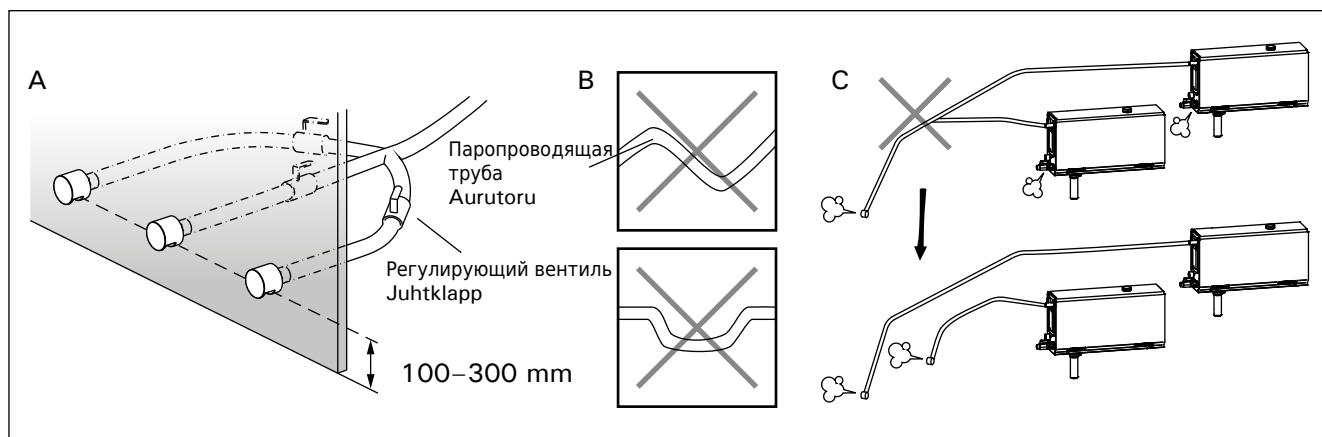 A
B
C
Паропроводящая
труба
Aurutoru
Регулирующий вентиль
Juhtklapp
100–300 mm